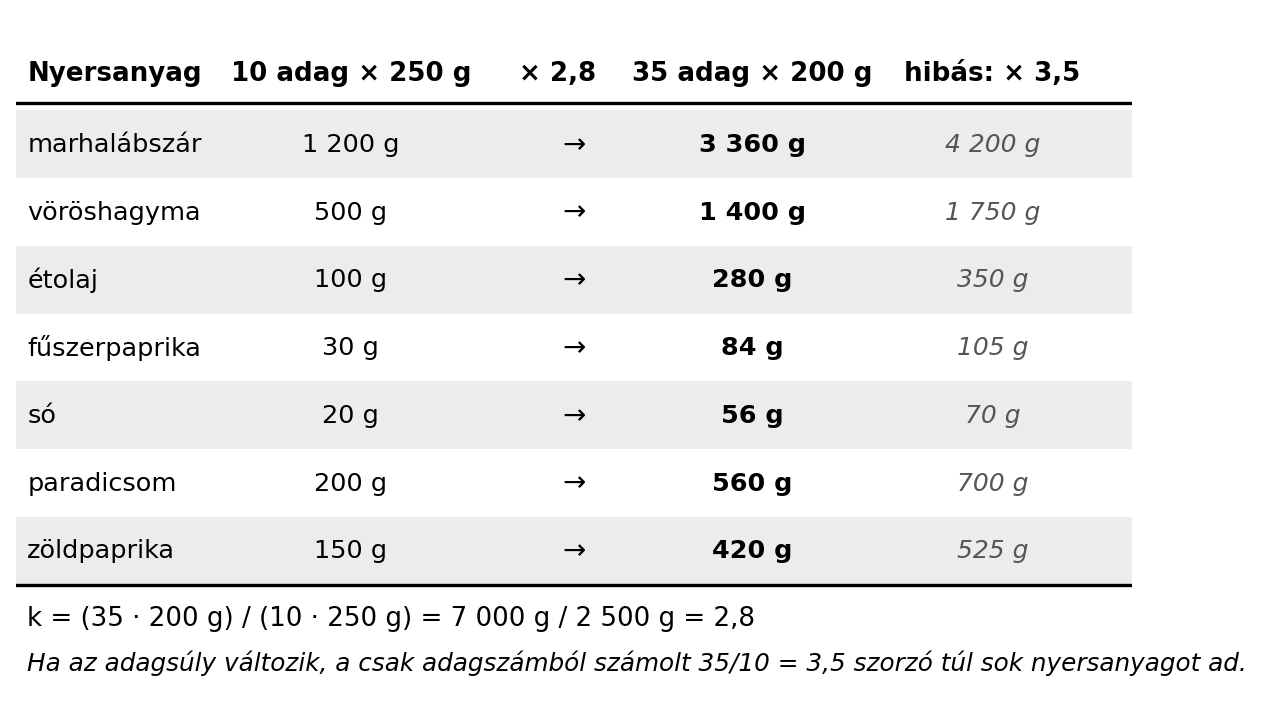 Nyersanyag 10 adag × 250 g × 2,8 35 adag × 200 g hibás: × 3,5
marhalábszár 1 200 g → 3 360 g 4 200 g
vöröshagyma 500 g → 1 400 g 1 750 g
étolaj 100 g → 280 g 350 g
fűszerpaprika 30 g → 84 g 105 g
só 20 g → 56 g 70 g
paradicsom 200 g → 560 g 700 g
zöldpaprika 150 g → 420 g 525 g
k = (35 · 200 g) / (10 · 250 g) = 7 000 g / 2 500 g = 2,8
Ha az adagsúly változik, a csak adagszámból számolt 35/10 = 3,5 szorzó túl sok nyersanyagot ad.